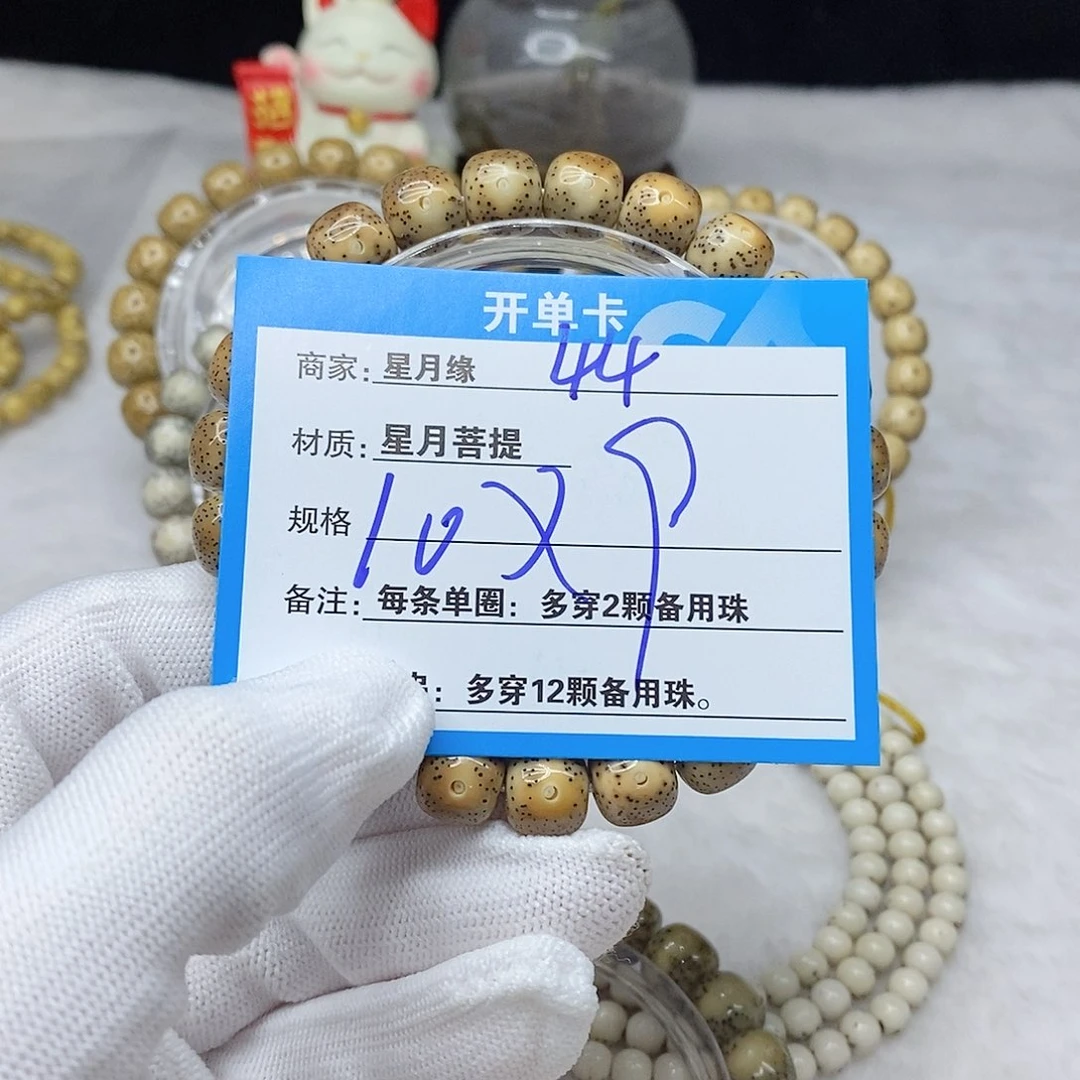 开单卡
商家：星月缘
44
材质：星月菩提
规格 10X9
备注：每条单圈：多穿2颗备用珠
：多穿12颗备用珠。